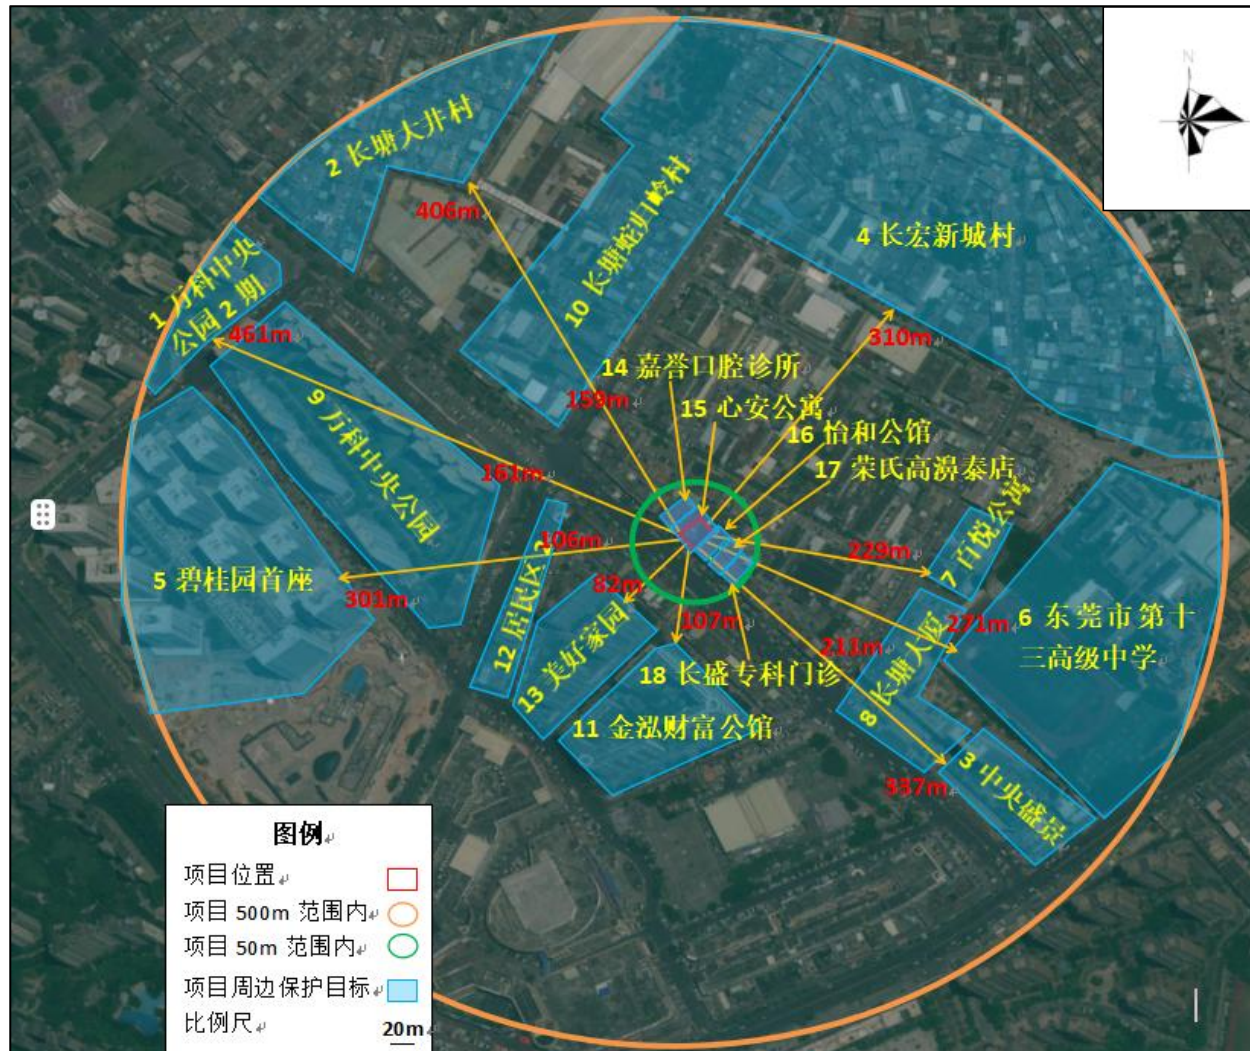 N
2 长塘大井村
406m
1 万科中央
公园 2 期
461m
10 长塘蛇归岭村
4 长宏新城村
310m
14 嘉誉口腔诊所
159m
15 心安公寓
16 怡和公馆
17 荣氏高濞泰店
9 万科中央公园
161m
106m
5 碧桂园首座
301m
12 居民区 2
82m
13 美好家园
107m
229m
7 百悦公寓
271m
6 东莞市第十
三高级中学
211m
8 长塘大厦
18 长盛专科门诊
11 金泓财富公馆
337m
3 中央盛景
图例
项目位置
项目 500m 范围内
项目 50m 范围内
项目周边保护目标
比例尺
20m